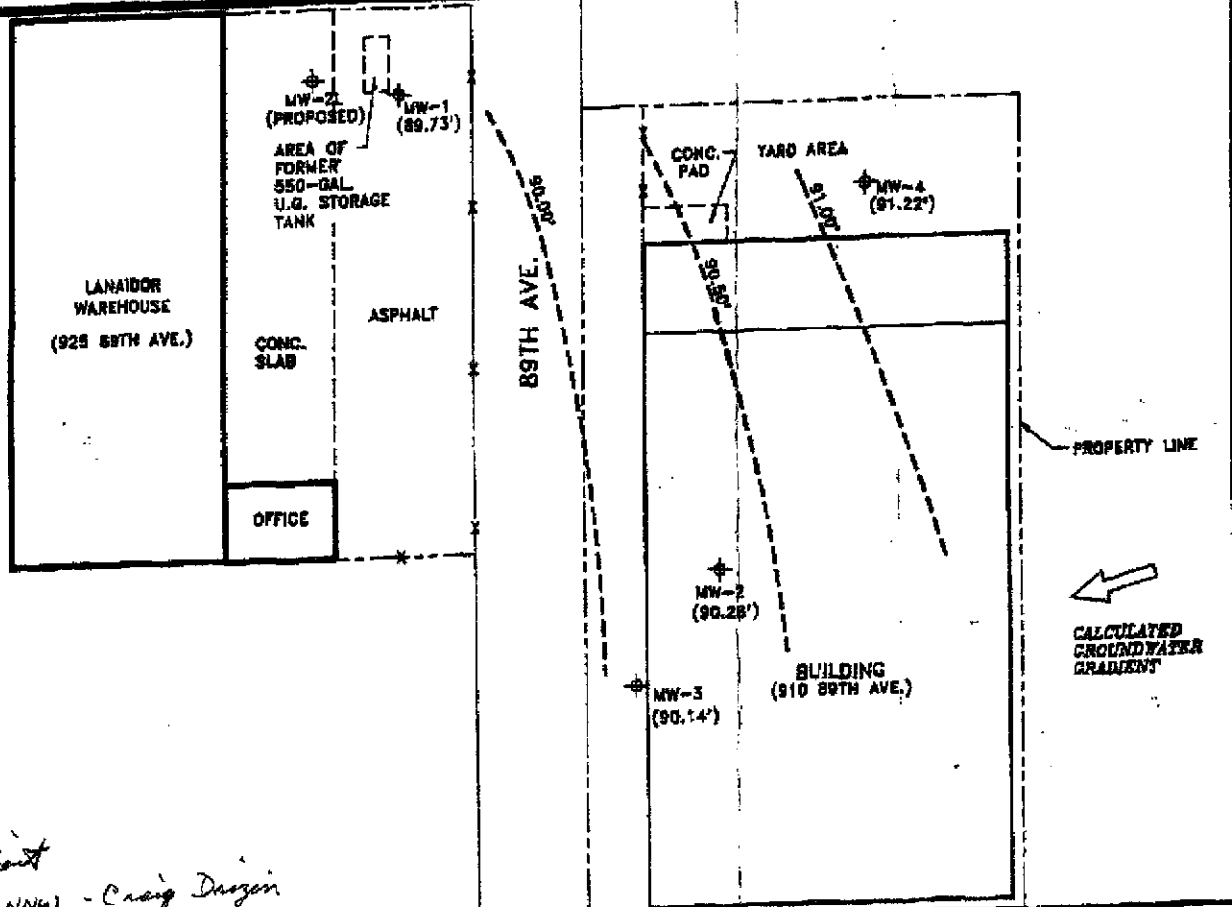 MW-2L
(PROPOSED)
MW-1
(89.73')
AREA OF
FORMER
550-GAL.
U.G. STORAGE
TANK
LANAIDOR
WAREHOUSE
(925 89TH AVE.)
CONC.
SLAB
ASPHALT
OFFICE
89TH AVE.
90.00'
CONC.
PAD
YARD AREA
MW-4
(91.22')
91.00'
90.50'
PROPERTY LINE
MW-2
(90.28')
MW-3
(90.14')
BUILDING
(910 89TH AVE.)
CALCULATED
GROUNDWATER
GRADIENT
- Craig Drizin